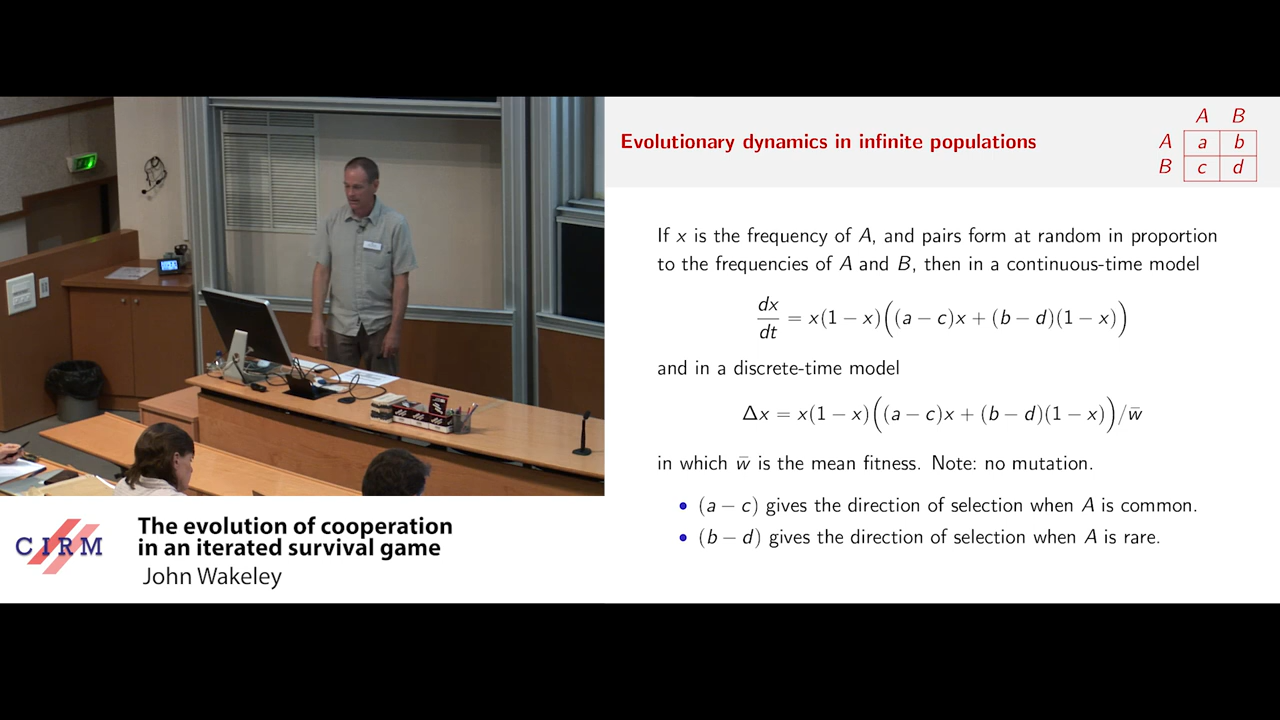 Evolutionary dynamics in infinite populations
A B
A a b
B c d
If x is the frequency of A, and pairs form at random in proportion
to the frequencies of A and B, then in a continuous-time model
dx/dt = x(1 − x)((a − c)x + (b − d)(1 − x))
and in a discrete-time model
Δx = x(1 − x)((a − c)x + (b − d)(1 − x))/w̄
in which w̄ is the mean fitness. Note: no mutation.
• (a − c) gives the direction of selection when A is common.
• (b − d) gives the direction of selection when A is rare.
CIRM
The evolution of cooperation
in an iterated survival game
John Wakeley